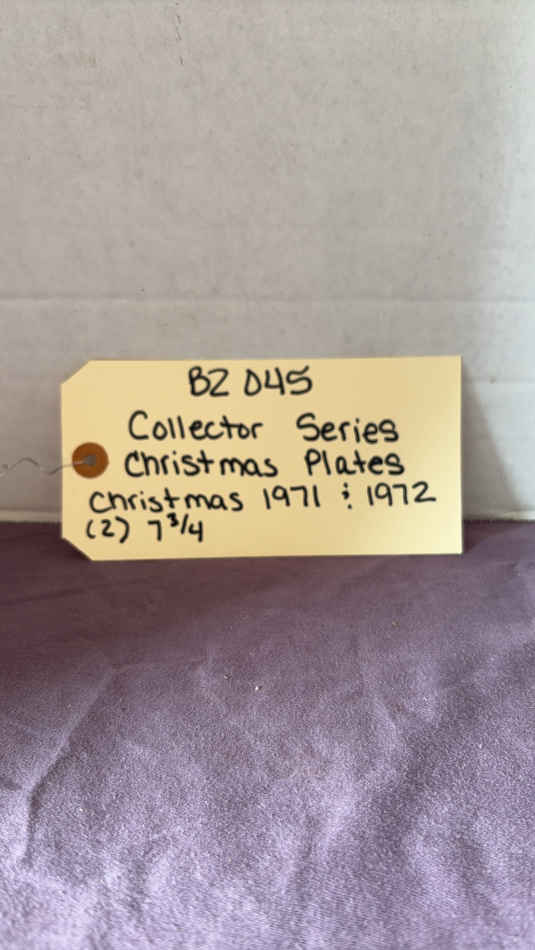 BZ 045
Collector Series
Christmas Plates
Christmas 1971 & 1972
(2) 7 3/4